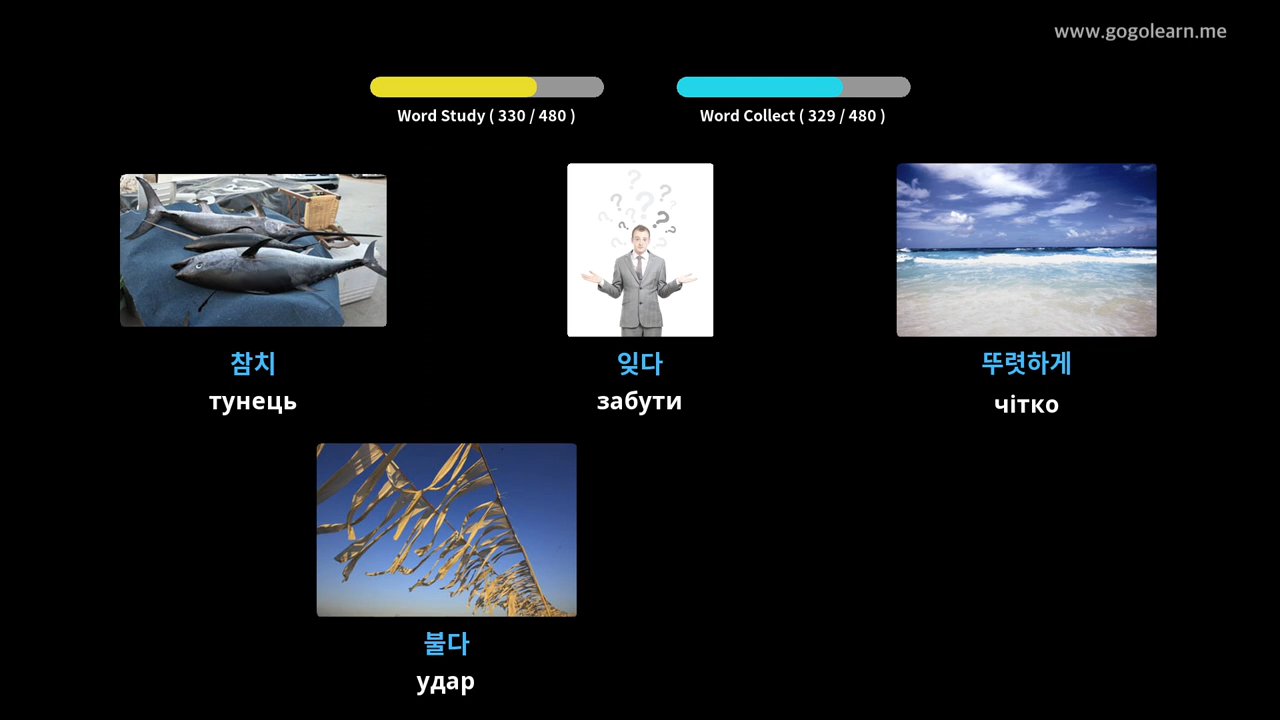 www.gogolearn.me
Word Study ( 330 / 480 )
Word Collect ( 329 / 480 )
참치
тунець
잊다
забути
뚜렷하게
чітко
불다
удар